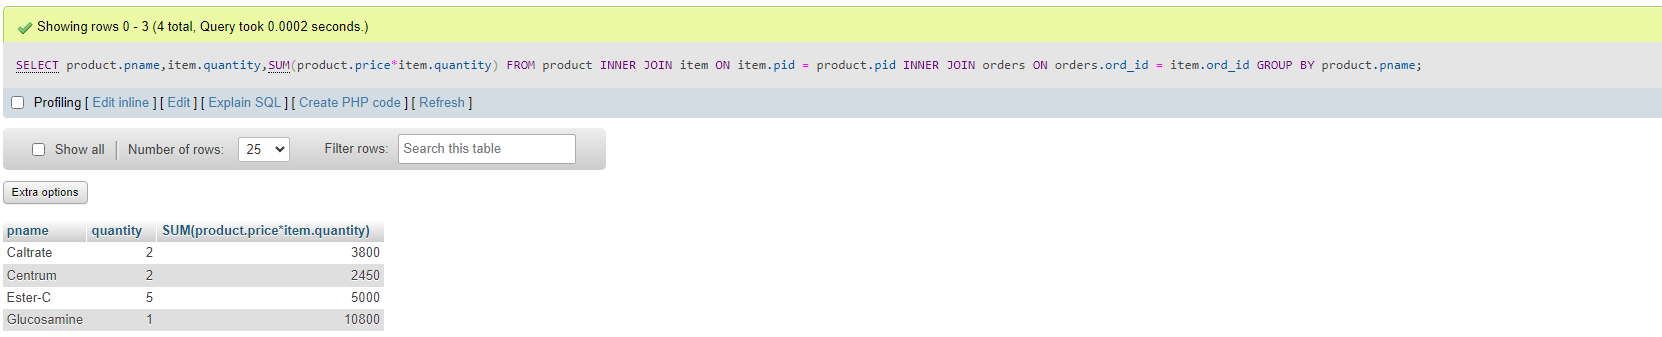 Showing rows 0 - 3 (4 total, Query took 0.0002 seconds.)
SELECT product.pname,item.quantity,SUM(product.price*item.quantity) FROM product INNER JOIN item ON item.pid = product.pid INNER JOIN orders ON orders.ord_id = item.ord_id GROUP BY product.pname;
Profiling [ Edit inline ] [ Edit ] [ Explain SQL ] [ Create PHP code ] [ Refresh ]
Show all Number of rows: 25 Filter rows: Search this table
Extra options
pname quantity SUM(product.price*item.quantity)
Caltrate 2 3800
Centrum 2 2450
Ester-C 5 5000
Glucosamine 1 10800